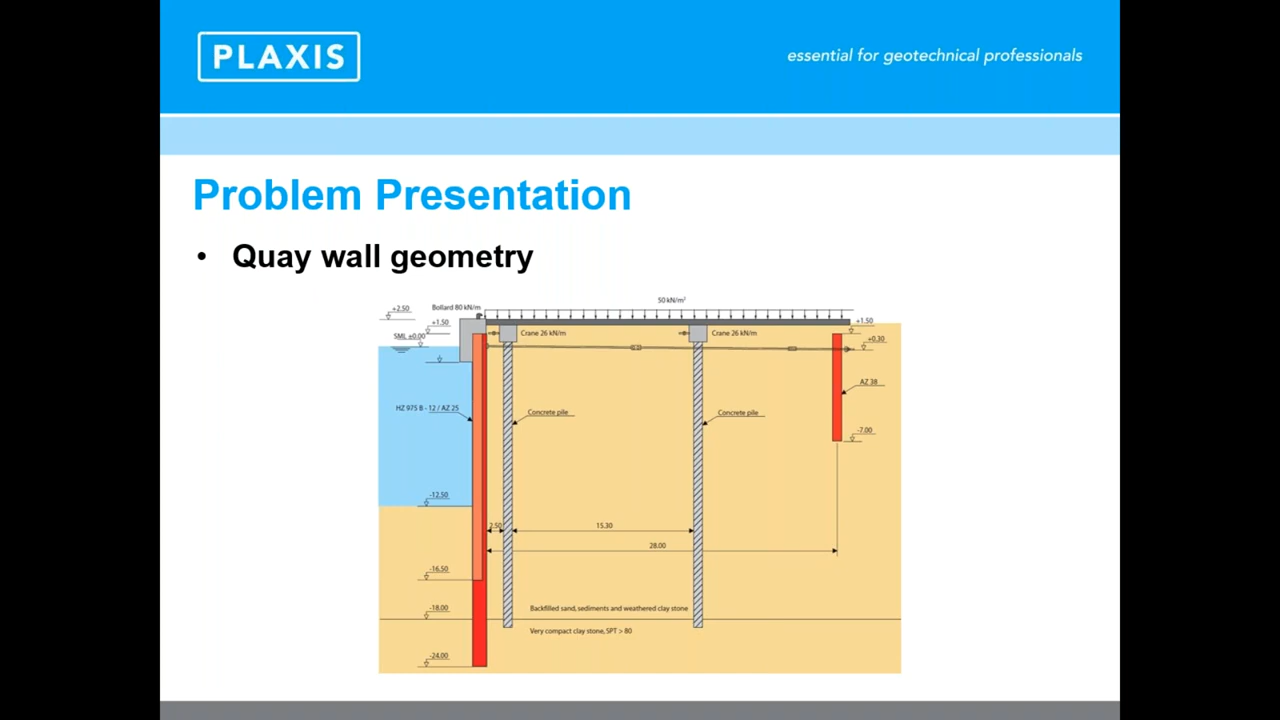 PLAXIS
essential for geotechnical professionals
Problem Presentation
• Quay wall geometry
50 kN/m²
+2.50
Bollard 80 kN/m
+1.50
+1.50
SML +0.00
Crane 26 kN/m
Crane 26 kN/m
+0.30
AZ 38
HZ 975 B - 12 / AZ 25
Concrete pile
Concrete pile
-7.00
-12.50
2.50
15.30
28.00
-16.50
-18.00
Backfilled sand, sediments and weathered clay stone
Very compact clay stone, SPT > 80
-24.00